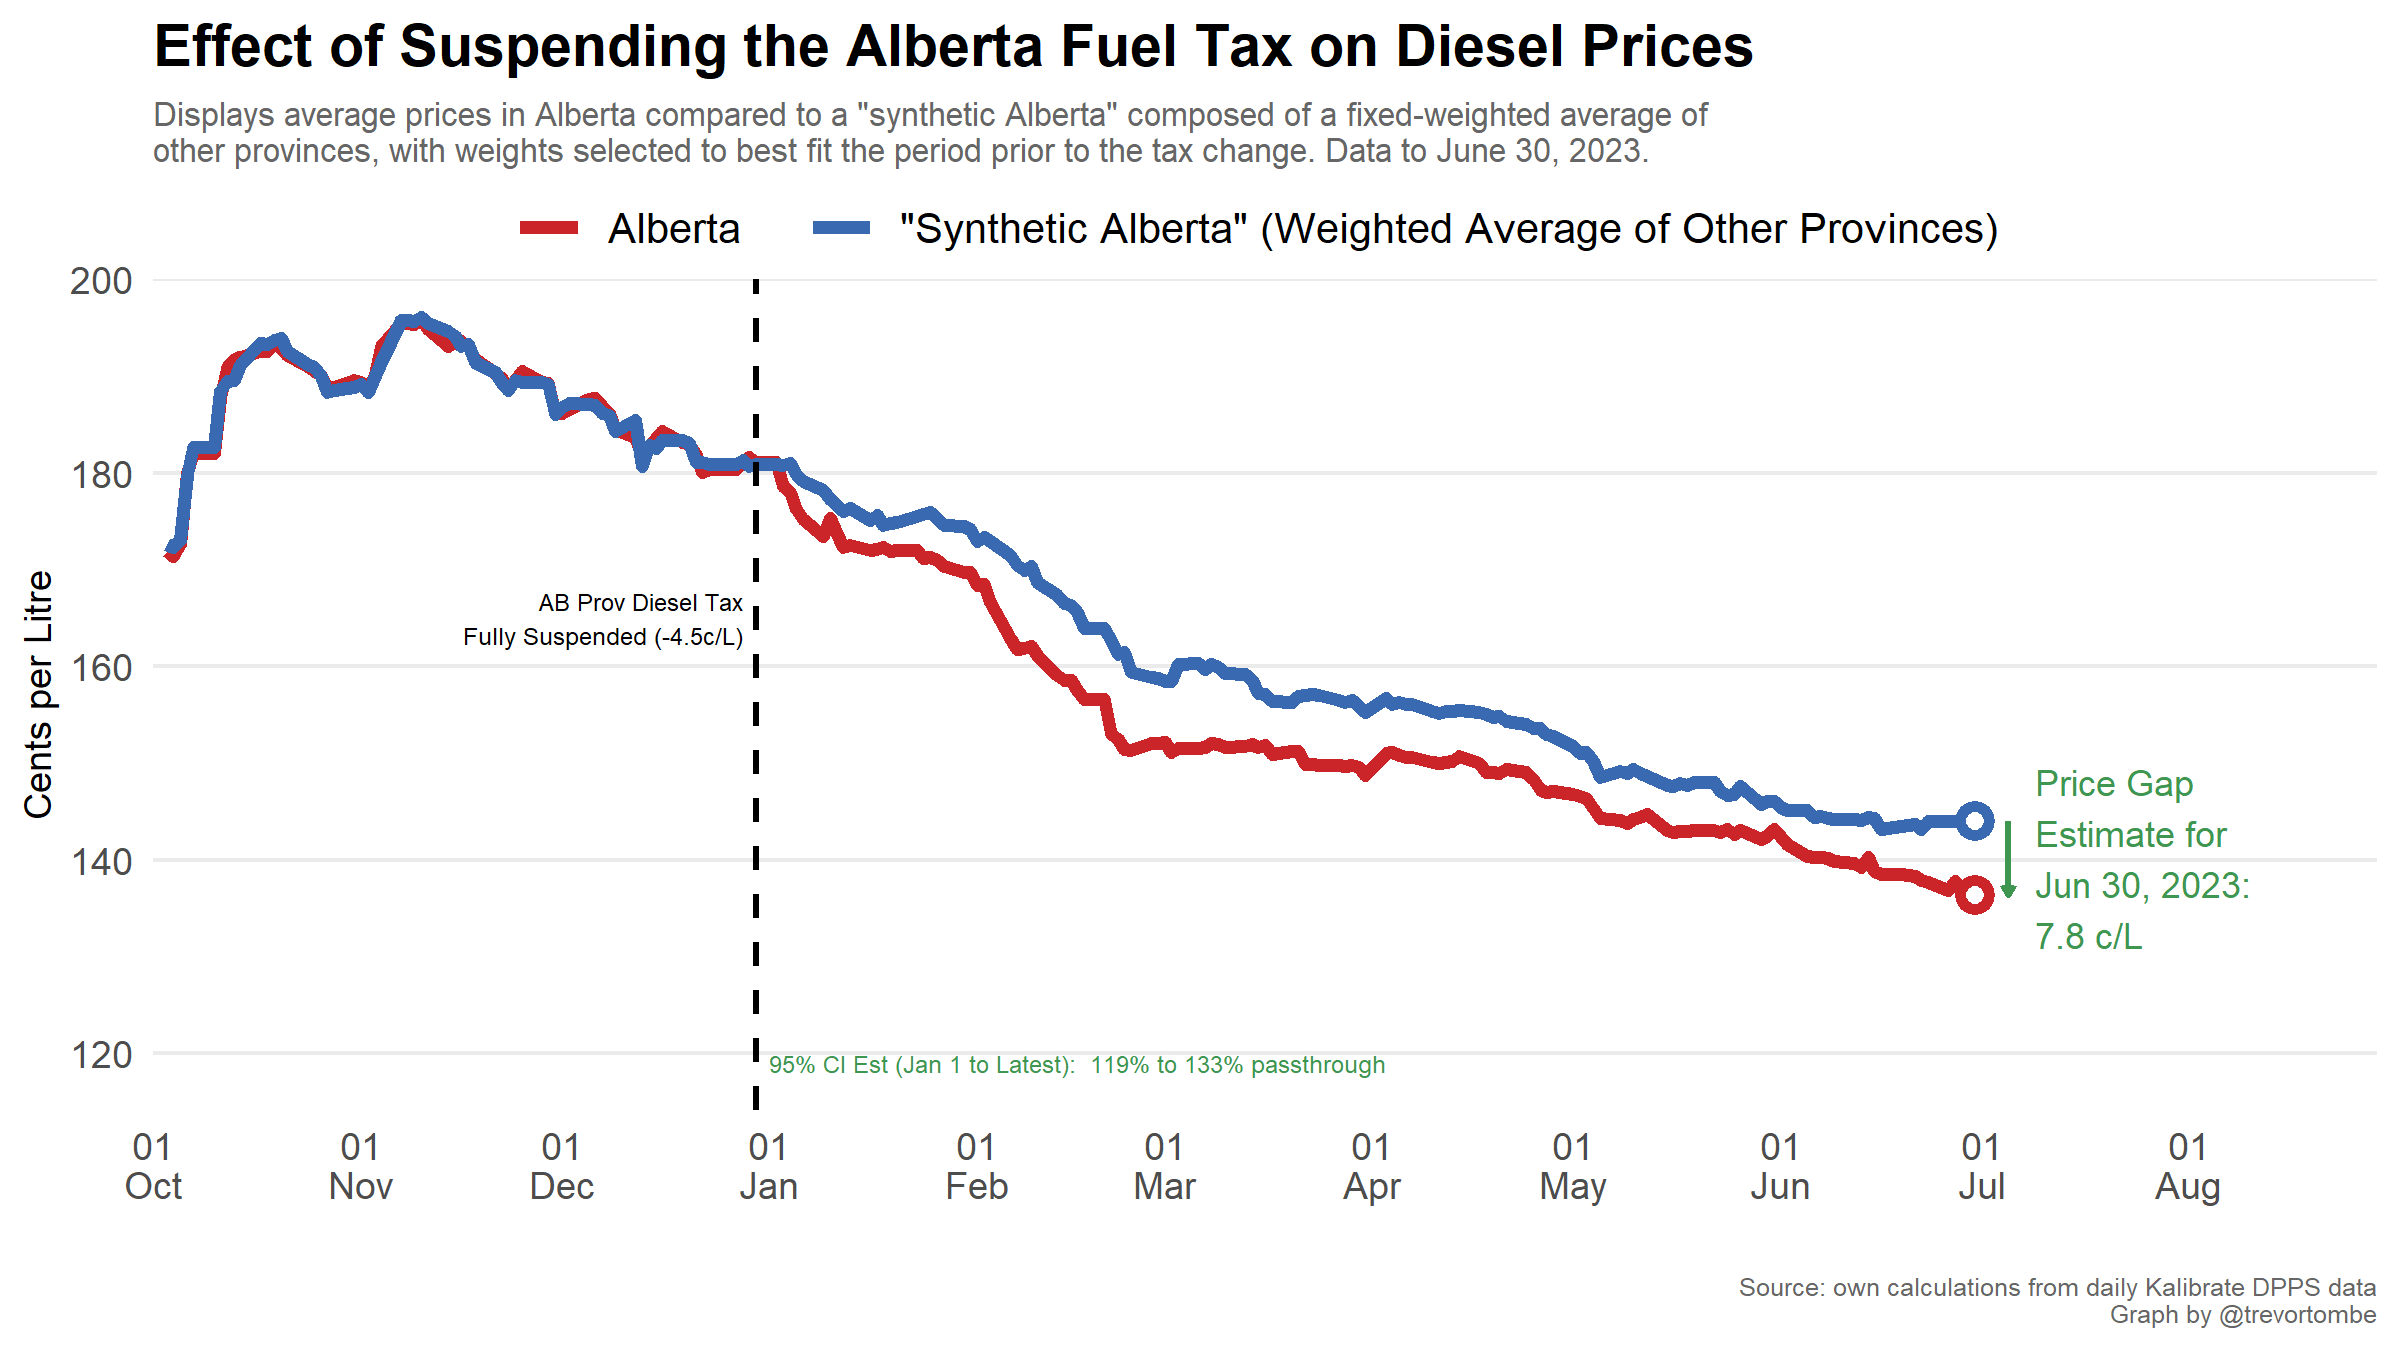 Effect of Suspending the Alberta Fuel Tax on Diesel Prices
Displays average prices in Alberta compared to a "synthetic Alberta" composed of a fixed-weighted average of
other provinces, with weights selected to best fit the period prior to the tax change. Data to June 30, 2023.
Alberta
"Synthetic Alberta" (Weighted Average of Other Provinces)
Cents per Litre
200
180
160
140
120
AB Prov Diesel Tax
Fully Suspended (-4.5c/L)
Price Gap
Estimate for
Jun 30, 2023:
7.8 c/L
95% CI Est (Jan 1 to Latest):  119% to 133% passthrough
01 01 01 01 01 01 01 01 01 01 01
Oct Nov Dec Jan Feb Mar Apr May Jun Jul Aug
Source: own calculations from daily Kalibrate DPPS data
Graph by @trevortombe